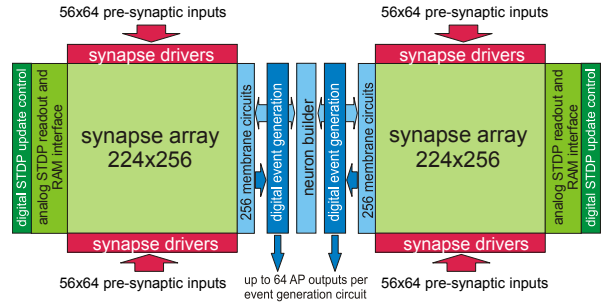 56x64 pre-synaptic inputs
56x64 pre-synaptic inputs
synapse drivers
synapse drivers
digital STDP update control
analog STDP readout and
RAM interface
synapse array
224x256
256 membrane circuits
digital event generation
neuron builder
digital event generation
256 membrane circuits
synapse array
224x256
analog STDP readout and
RAM interface
digital STDP update control
synapse drivers
synapse drivers
56x64 pre-synaptic inputs
up to 64 AP outputs per
event generation circuit
56x64 pre-synaptic inputs